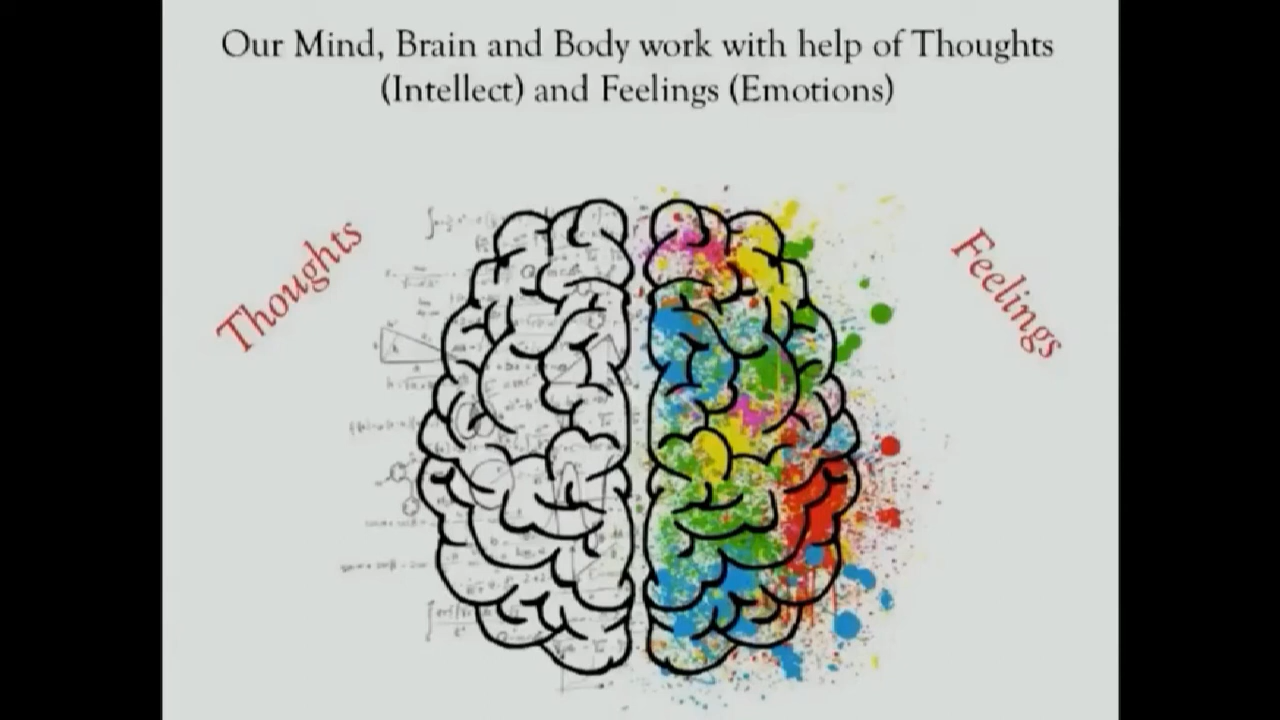 Our Mind, Brain and Body work with help of Thoughts
(Intellect) and Feelings (Emotions)
Thoughts
Feelings